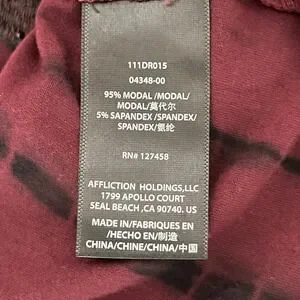 111DR015
04348-00
95% MODAL /MODAL/
MODAL/莫代尔
5% SAPANDEX /SPANDEX/
SPANDEX/氨纶
RN# 127458
AFFLICTION HOLDINGS,LLC
1799 APOLLO COURT
SEAL BEACH ,CA 90740. US
MADE IN/FABRIQUES EN
/HECHO EN/制造
CHINA/CHINE/CHINA/中国